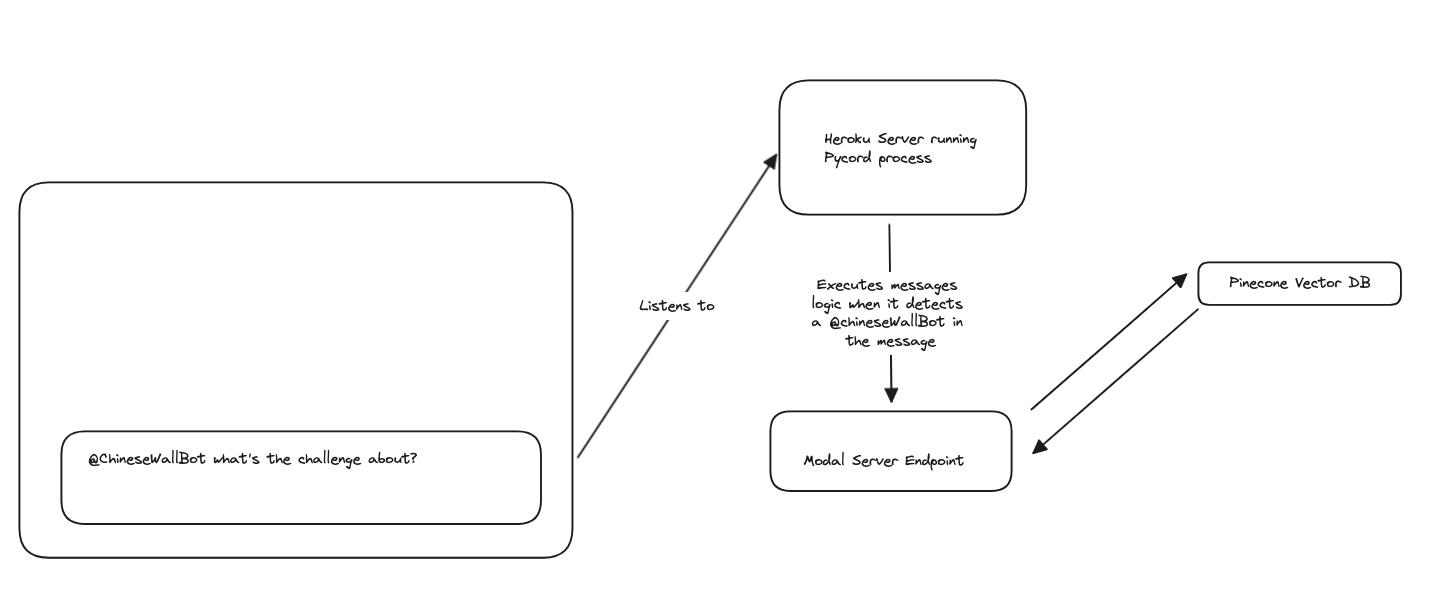 Heroku Server running
Pycord process
Listens to
Executes messages
logic when it detects
a @chineseWallBot in
the message
Pinecone Vector DB
@ChineseWallBot what's the challenge about?
Modal Server Endpoint